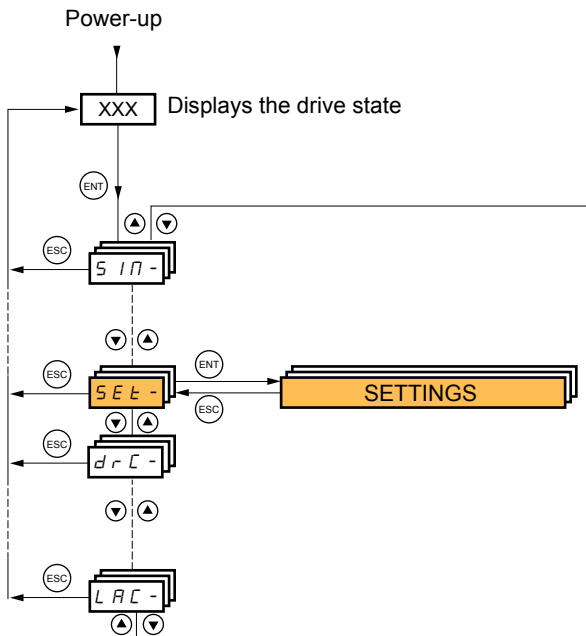 Power-up
XXX Displays the drive state
ENT
ESC
SIM-
ENT
ESC
SEt- SETTINGS
ESC
ESC
drC-
ESC
LAC-